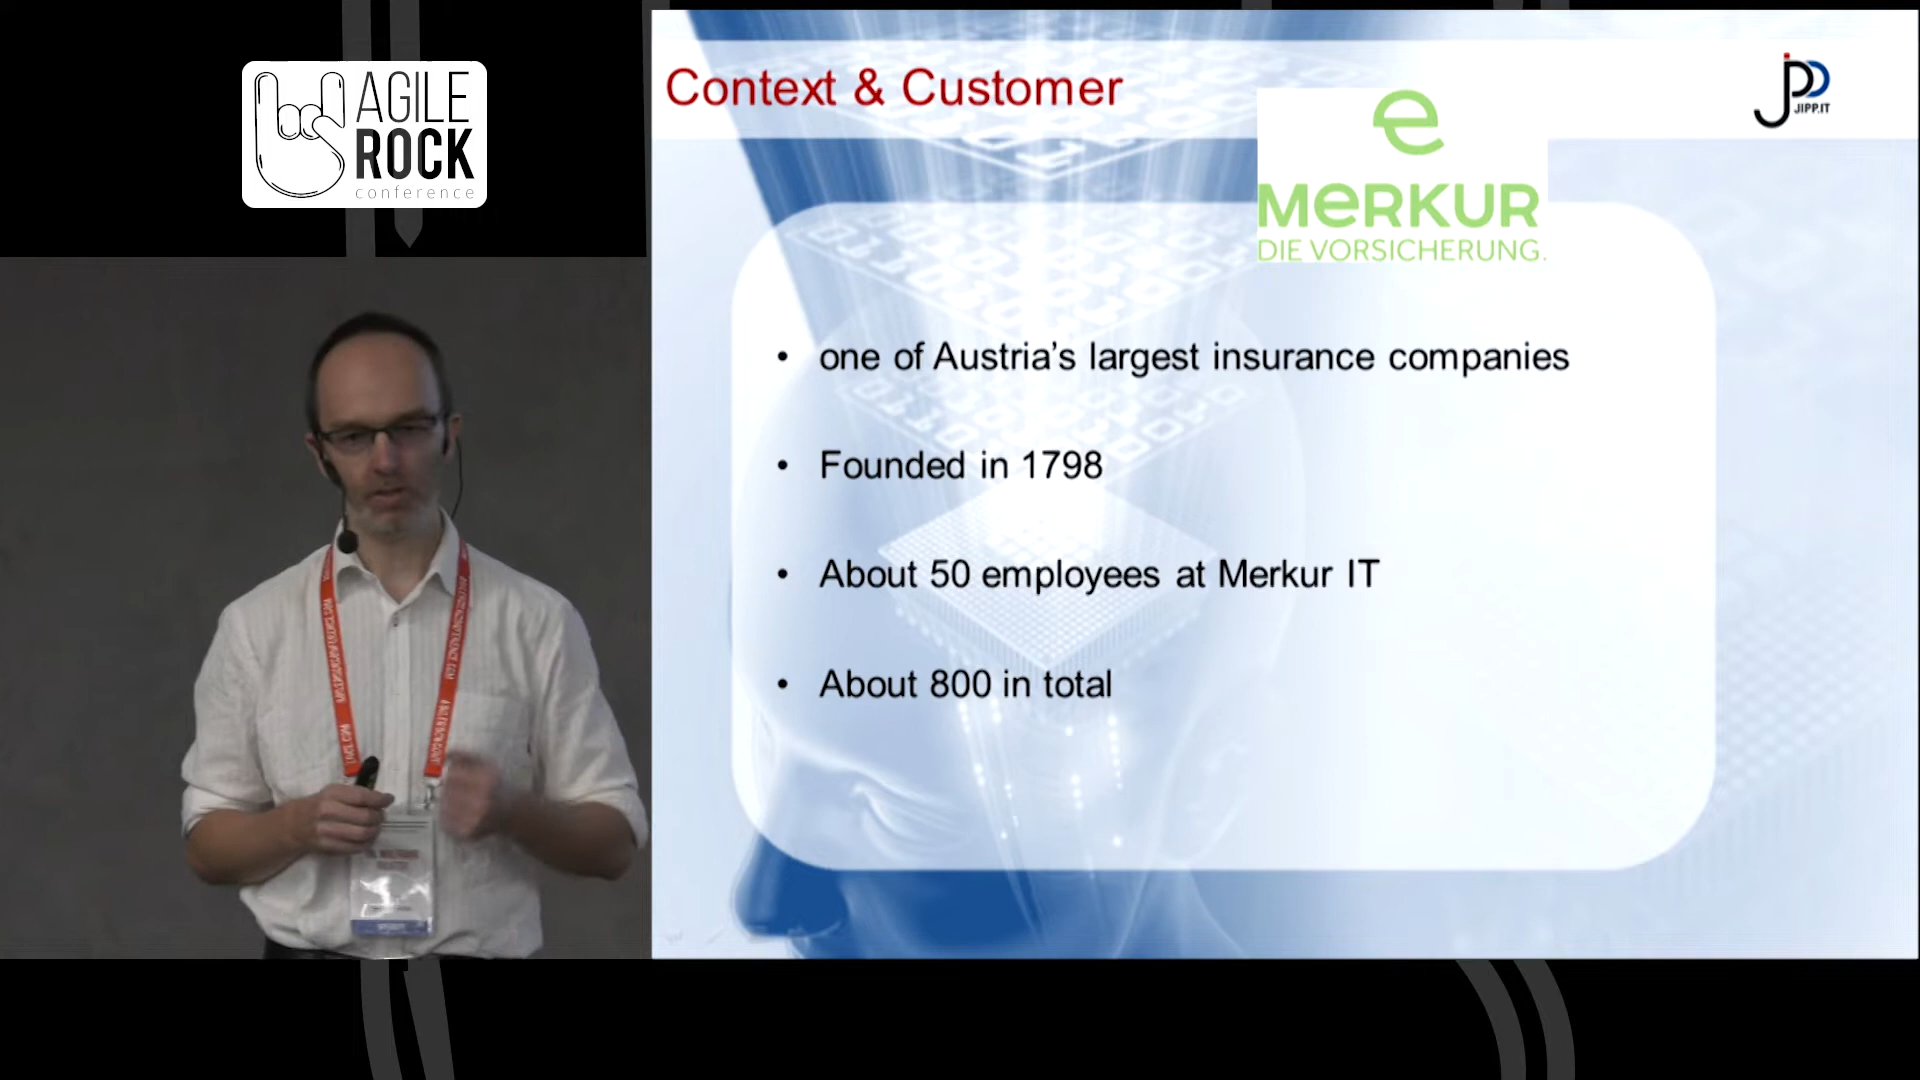 AGILE
ROCK
conference
Context & Customer
JIPP.IT
e
MeRKUR
DIE VORSICHERUNG.
• one of Austria’s largest insurance companies
• Founded in 1798
• About 50 employees at Merkur IT
• About 800 in total